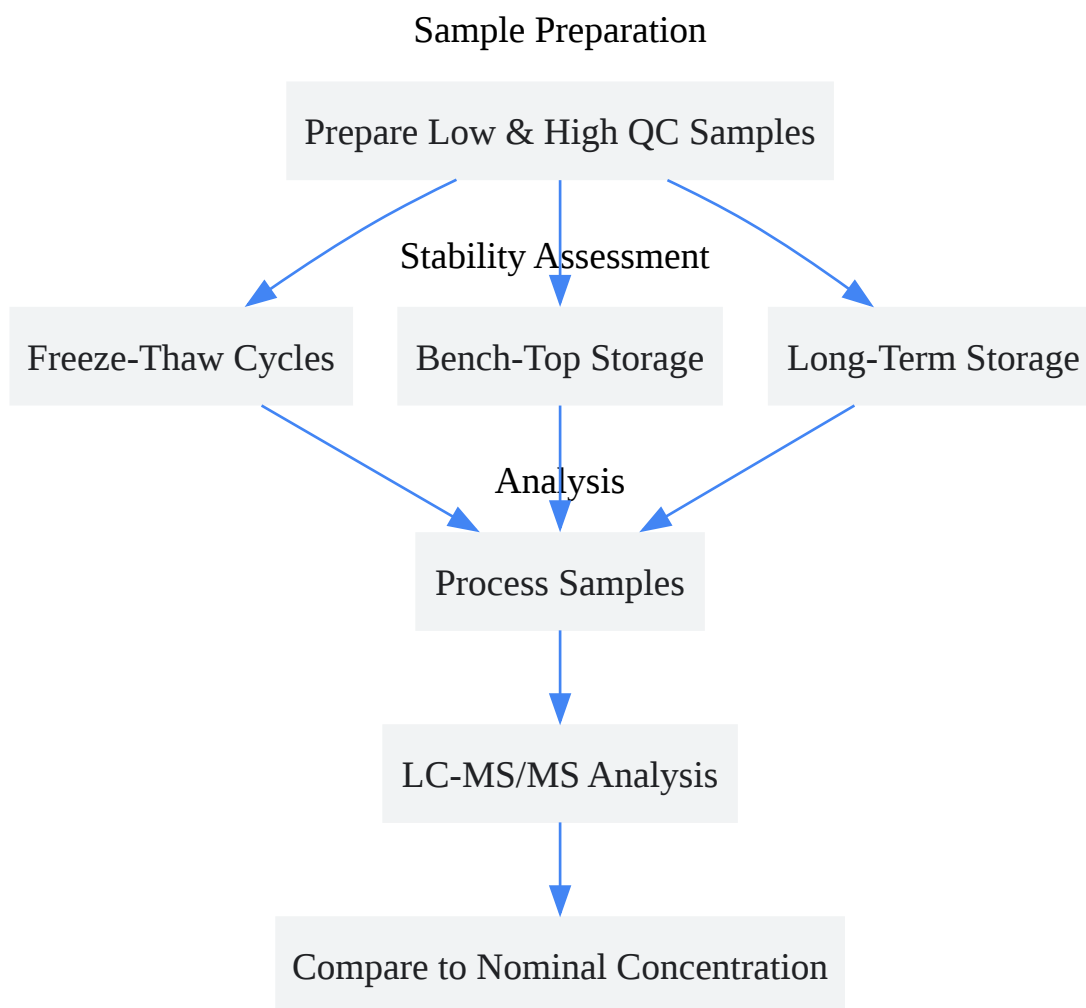 Sample Preparation
Prepare Low & High QC Samples
Stability Assessment
Freeze-Thaw Cycles
Bench-Top Storage
Long-Term Storage
Analysis
Process Samples
LC-MS/MS Analysis
Compare to Nominal Concentration